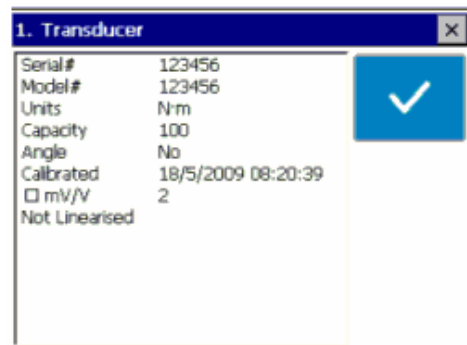 1. Transducer
Serial# 123456
Model# 123456
Units N·m
Capacity 100
Angle No
Calibrated 18/5/2009 08:20:39
□ mV/V 2
Not Linearised